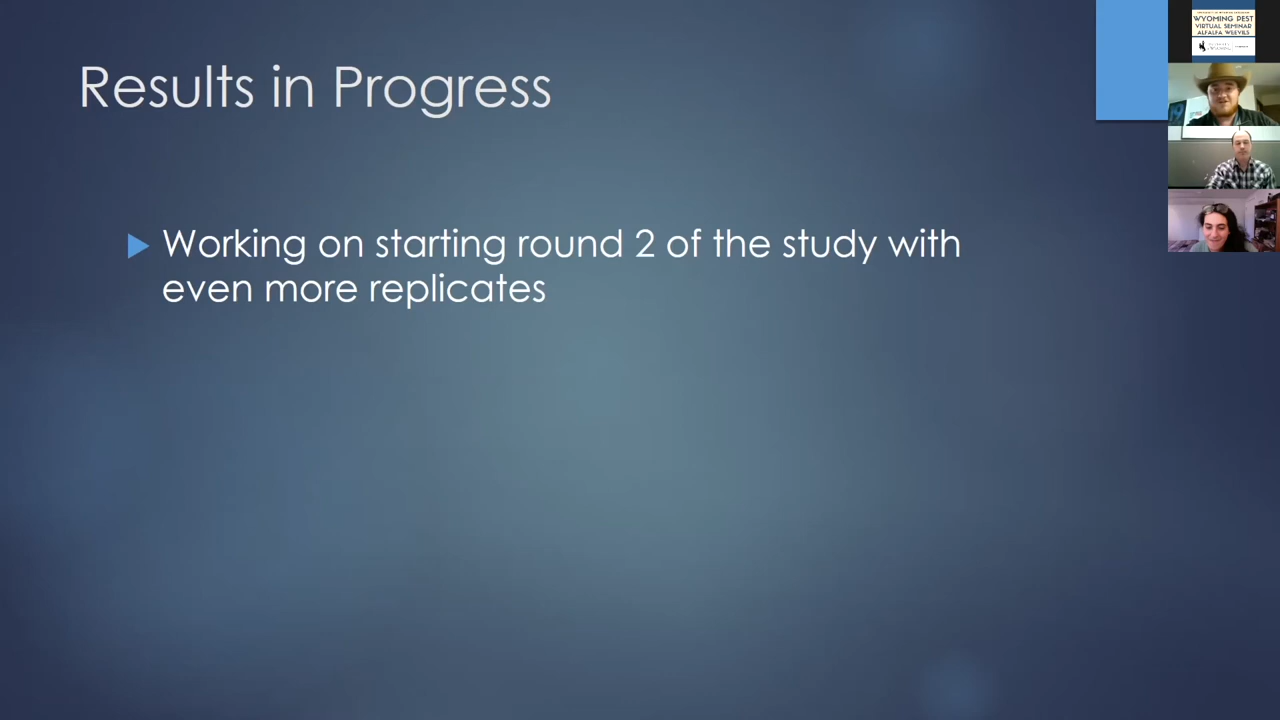 Results in Progress
Working on starting round 2 of the study with
even more replicates
WYOMING PEST
VIRTUAL SEMINAR
ALFALFA WEEVILS